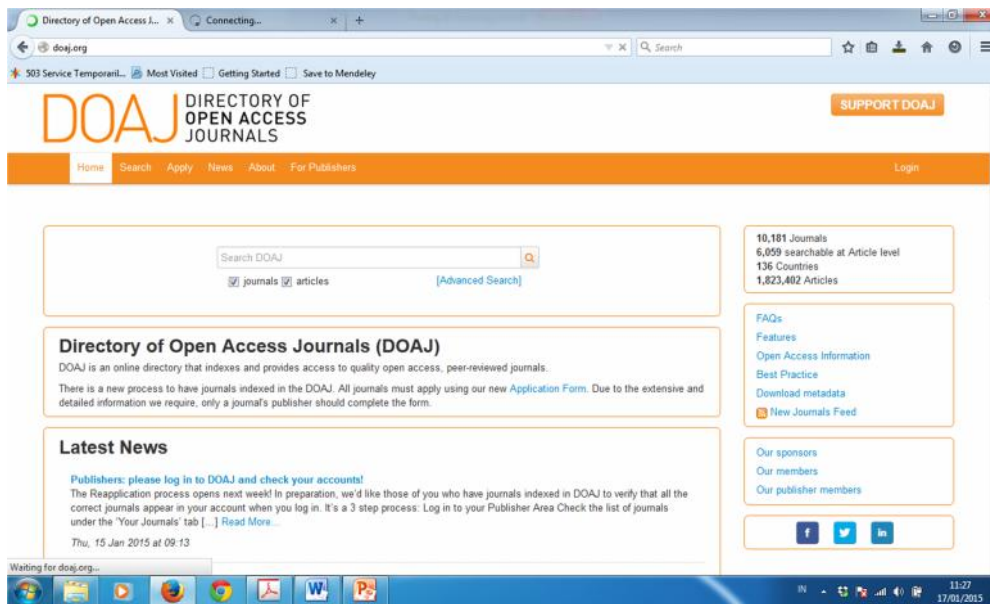 Directory of Open Access J...
Connecting...
doaj.org
Search
503 Service Temporaril...
Most Visited
Getting Started
Save to Mendeley
DOAJ
DIRECTORY OF
OPEN ACCESS
JOURNALS
SUPPORT DOAJ
Home
Search
Apply
News
About
For Publishers
Login
Search DOAJ
journals
articles
[Advanced Search]
10,181 Journals
6,059 searchable at Article level
136 Countries
1,823,402 Articles
Directory of Open Access Journals (DOAJ)
DOAJ is an online directory that indexes and provides access to quality open access, peer-reviewed journals.
There is a new process to have journals indexed in the DOAJ. All journals must apply using our new Application Form. Due to the extensive and
detailed information we require, only a journal's publisher should complete the form.
FAQs
Features
Open Access Information
Best Practice
Download metadata
New Journals Feed
Latest News
Publishers: please log in to DOAJ and check your accounts!
The Reapplication process opens next week! In preparation, we'd like those of you who have journals indexed in DOAJ to verify that all the
correct journals appear in your account when you log in. It's a 3 step process: Log in to your Publisher Area Check the list of journals
under the 'Your Journals' tab [...] Read More...
Thu, 15 Jan 2015 at 09:13
Our sponsors
Our members
Our publisher members
Waiting for doaj.org...
IN
11:27
17/01/2015